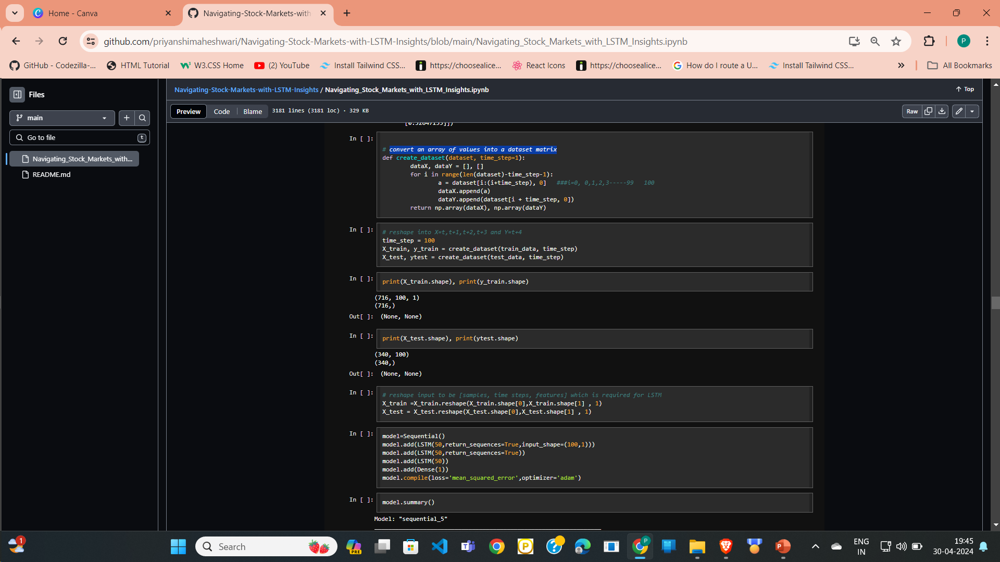 Home - Canva
Navigating-Stock-Markets-with
github.com/priyanshimaheshwari/Navigating-Stock-Markets-with-LSTM-Insights/blob/main/Navigating_Stock_Markets_with_LSTM_Insights.ipynb
P
GitHub - Codezilla-...
HTML Tutorial
W3.CSS Home
(2) YouTube
Install Tailwind CSS...
https://choosealice...
React Icons
https://choosealice...
How do I route a U...
Install Tailwind CSS...
All Bookmarks
Files
main
Go to file
t
Navigating_Stock_Markets_with...
README.md
Navigating-Stock-Markets-with-LSTM-Insights / Navigating_Stock_Markets_with_LSTM_Insights.ipynb
Top
Preview
Code
Blame
3181 lines (3181 loc) · 329 KB
Raw
[0.52647155]])
In [ ]:
# convert an array of values into a dataset matrix
def create_dataset(dataset, time_step=1):
dataX, dataY = [], []
for i in range(len(dataset)-time_step-1):
a = dataset[i:(i+time_step), 0]   ###i=0, 0,1,2,3-----99   100
dataX.append(a)
dataY.append(dataset[i + time_step, 0])
return np.array(dataX), np.array(dataY)
In [ ]:
# reshape into X=t,t+1,t+2,t+3 and Y=t+4
time_step = 100
X_train, y_train = create_dataset(train_data, time_step)
X_test, ytest = create_dataset(test_data, time_step)
In [ ]:
print(X_train.shape), print(y_train.shape)
(716, 100, 1)
(716,)
Out[ ]: (None, None)
In [ ]:
print(X_test.shape), print(ytest.shape)
(340, 100)
(340,)
Out[ ]: (None, None)
In [ ]:
# reshape input to be [samples, time steps, features] which is required for LSTM
X_train =X_train.reshape(X_train.shape[0],X_train.shape[1] , 1)
X_test = X_test.reshape(X_test.shape[0],X_test.shape[1] , 1)
In [ ]:
model=Sequential()
model.add(LSTM(50,return_sequences=True,input_shape=(100,1)))
model.add(LSTM(50,return_sequences=True))
model.add(LSTM(50))
model.add(Dense(1))
model.compile(loss='mean_squared_error',optimizer='adam')
In [ ]:
model.summary()
Model: "sequential_5"
1
Search
PRE
ENG
IN
19:45
30-04-2024